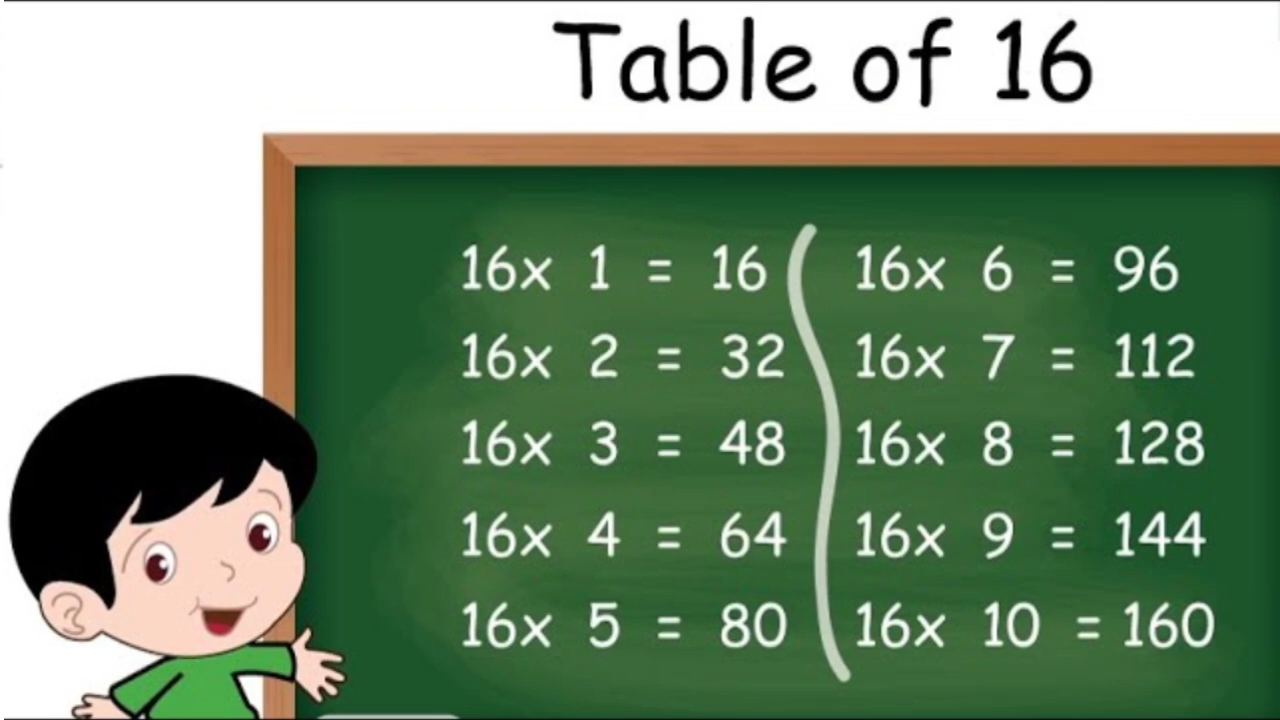 Table of 16
16x 1 = 16
16x 2 = 32
16x 3 = 48
16x 4 = 64
16x 5 = 80
16x 6 = 96
16x 7 = 112
16x 8 = 128
16x 9 = 144
16x 10 = 160